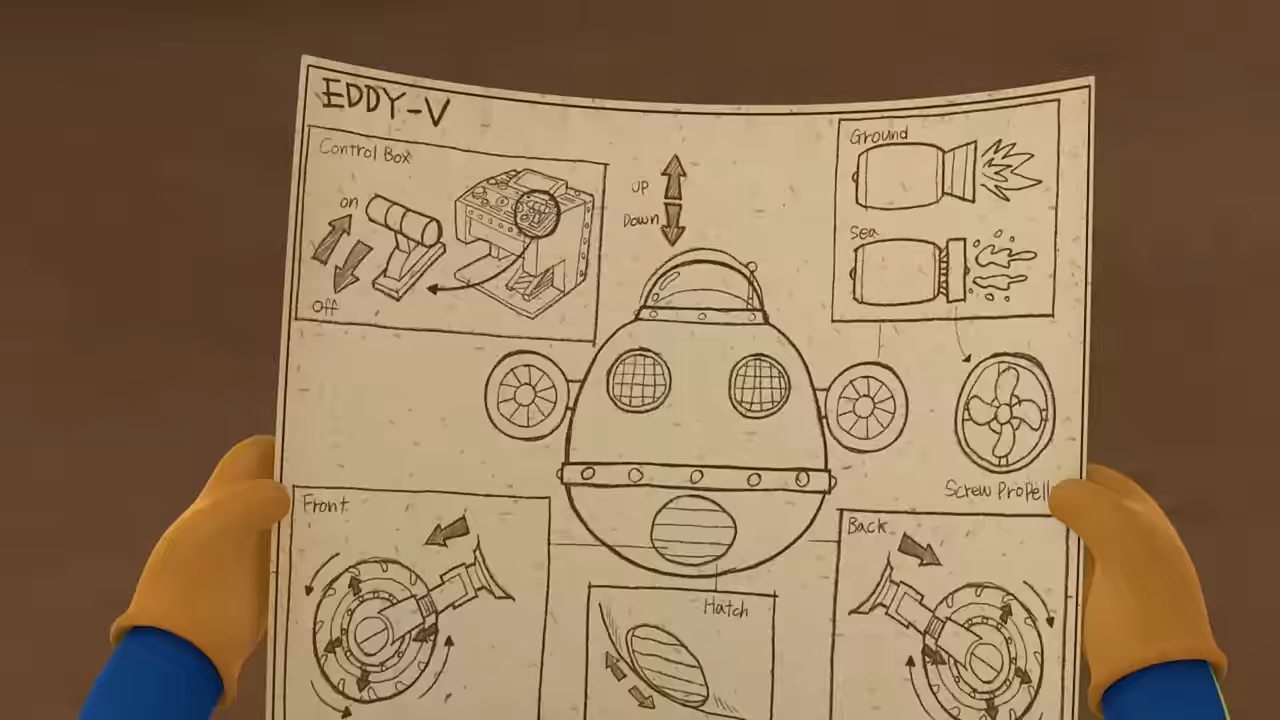 EDDY-V
Control Box
on
Off
UP
Down
Ground
Sea
Screw Propell
Front
Back
Hatch